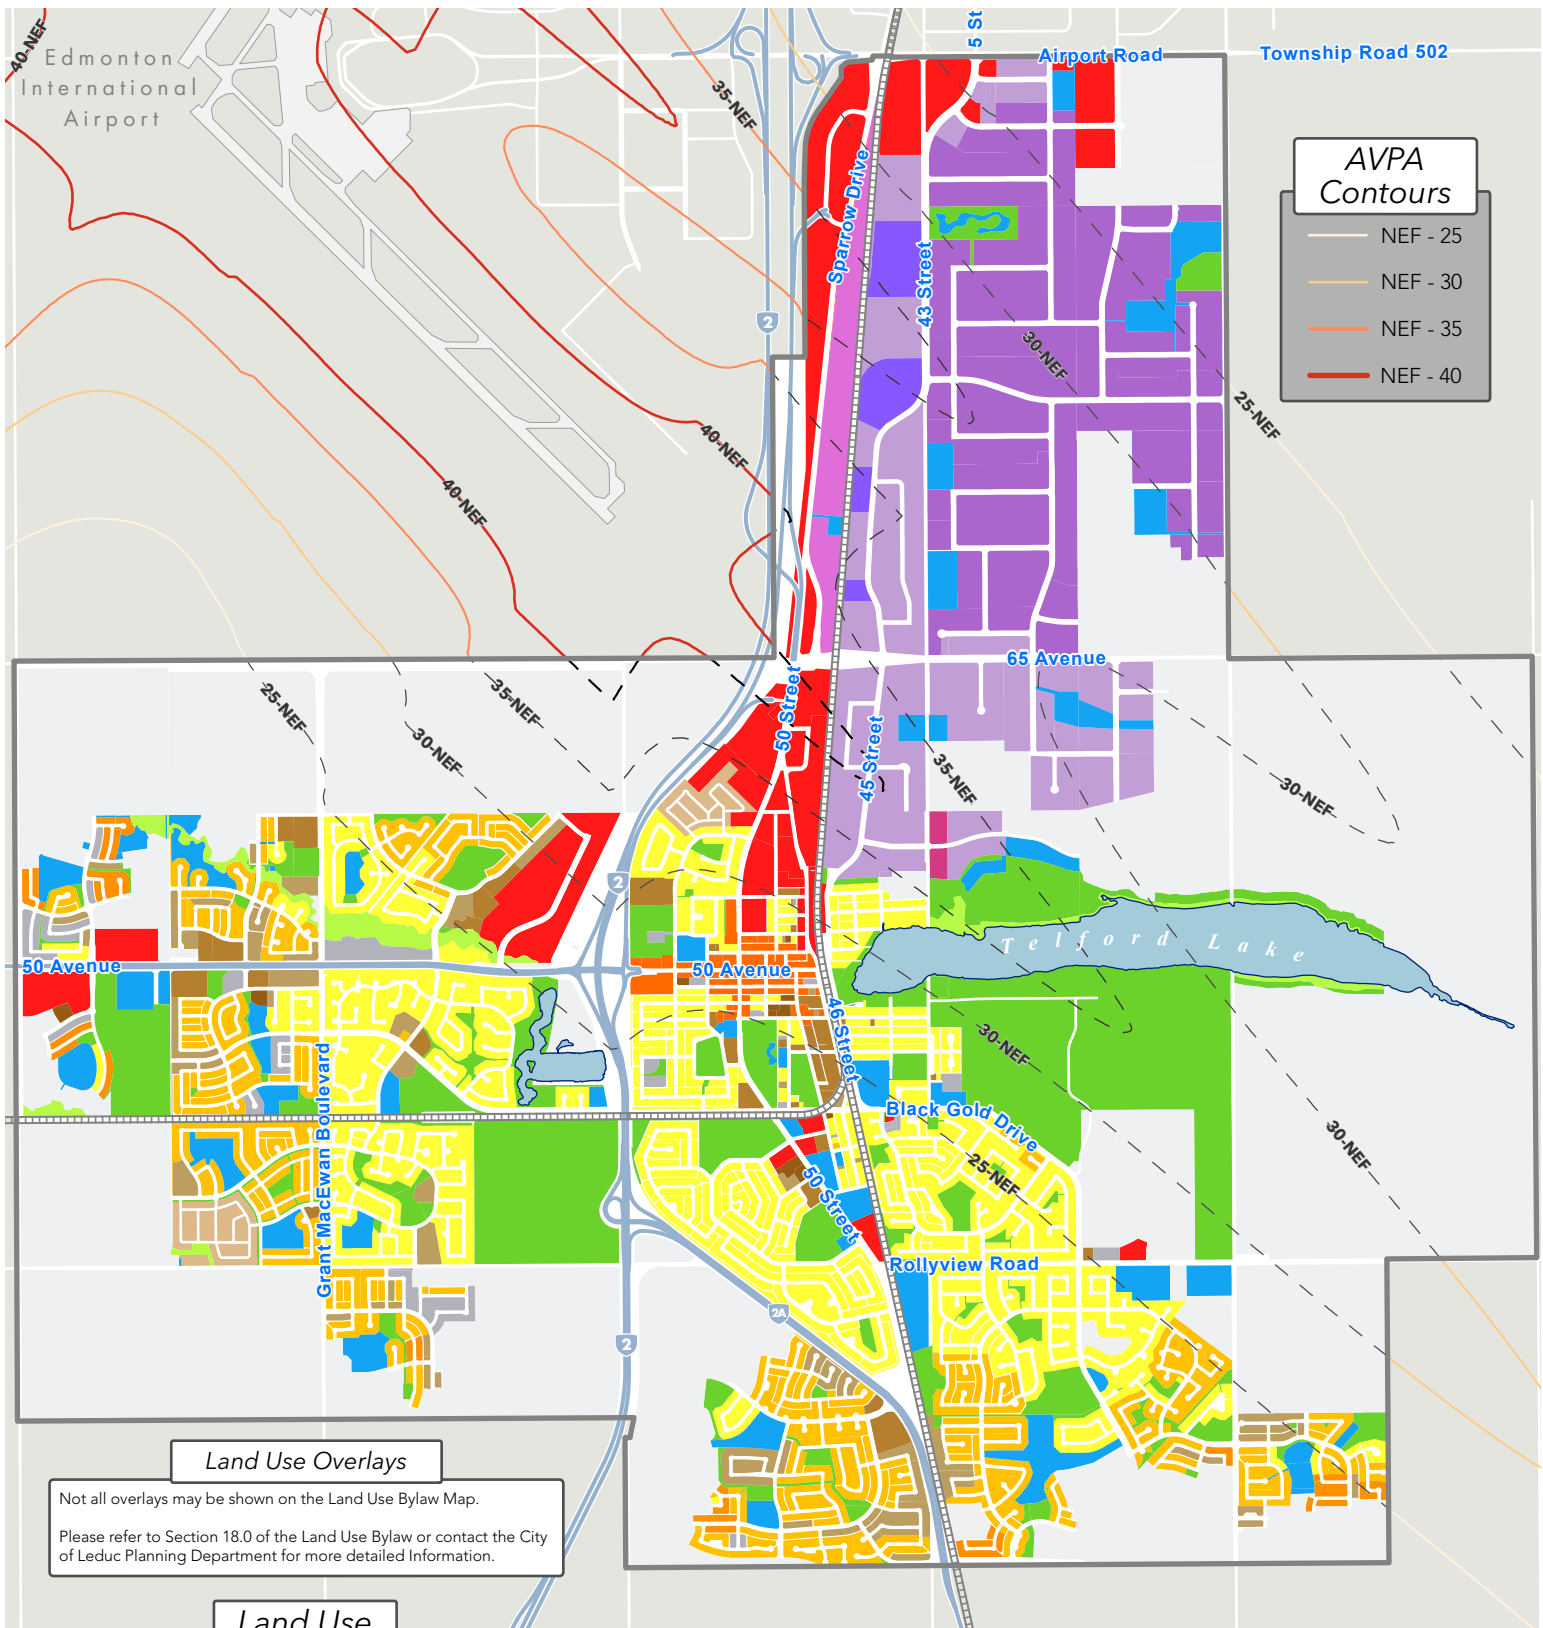 40-NEF
Edmonton
International
Airport
5 St
Airport Road
Township Road 502
35-NEF
AVPA
Contours
NEF - 25
NEF - 30
NEF - 35
NEF - 40
Sparrow Drive
43 Street
2
30-NEF
25-NEF
40-NEF
40-NEF
65 Avenue
25-NEF
35-NEF
30-NEF
50 Street
45 Street
35-NEF
30-NEF
2
Telford Lake
50 Avenue
50 Avenue
46 Street
30-NEF
Grant MacEwan Boulevard
Black Gold Drive
25-NEF
30-NEF
50 Street
Rollyview Road
2A
2
Land Use Overlays
Not all overlays may be shown on the Land Use Bylaw Map.
Please refer to Section 18.0 of the Land Use Bylaw or contact the City
of Leduc Planning Department for more detailed Information.
Land Use